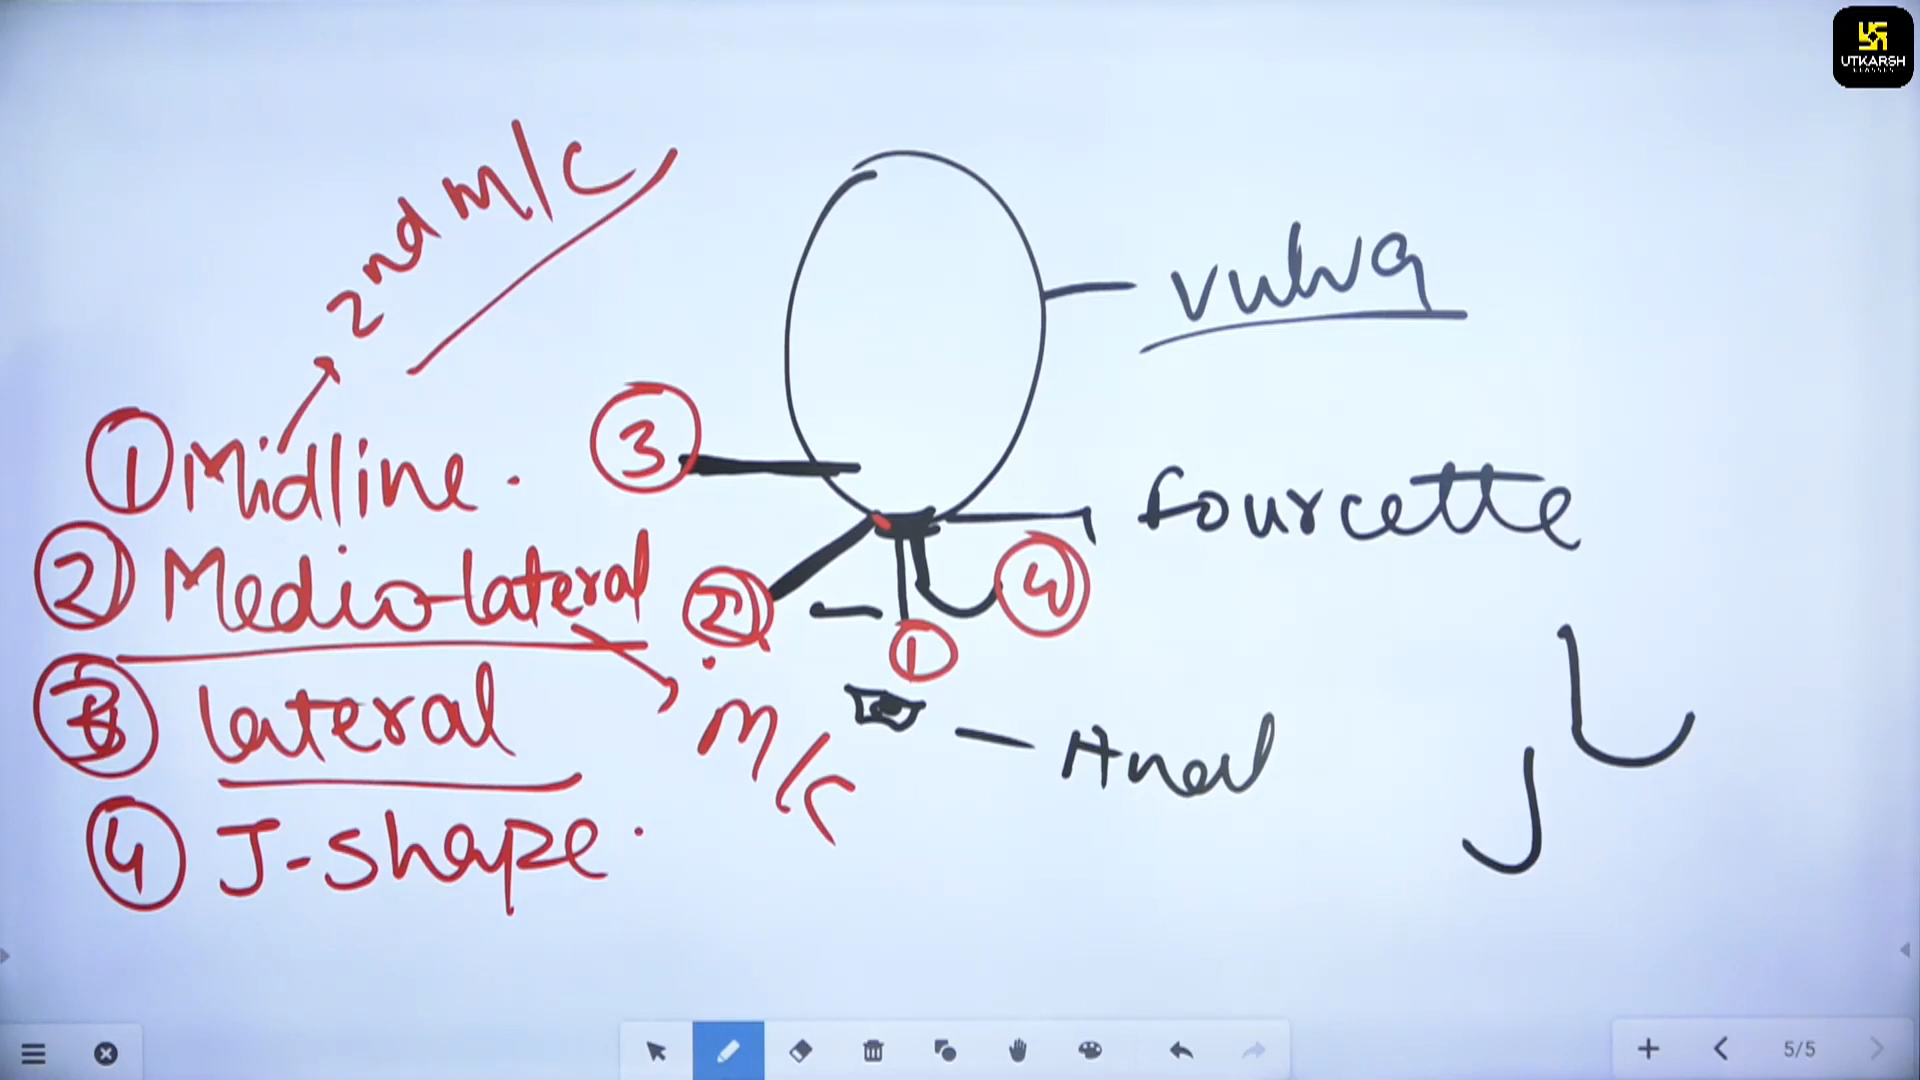 UTKARSH
CLASSES
2nd M/C
vulva
① Midline.
③
fourcette
② Medio-lateral
②
④
①
③ lateral
M/C
Anal
④ J-shape.
5/5